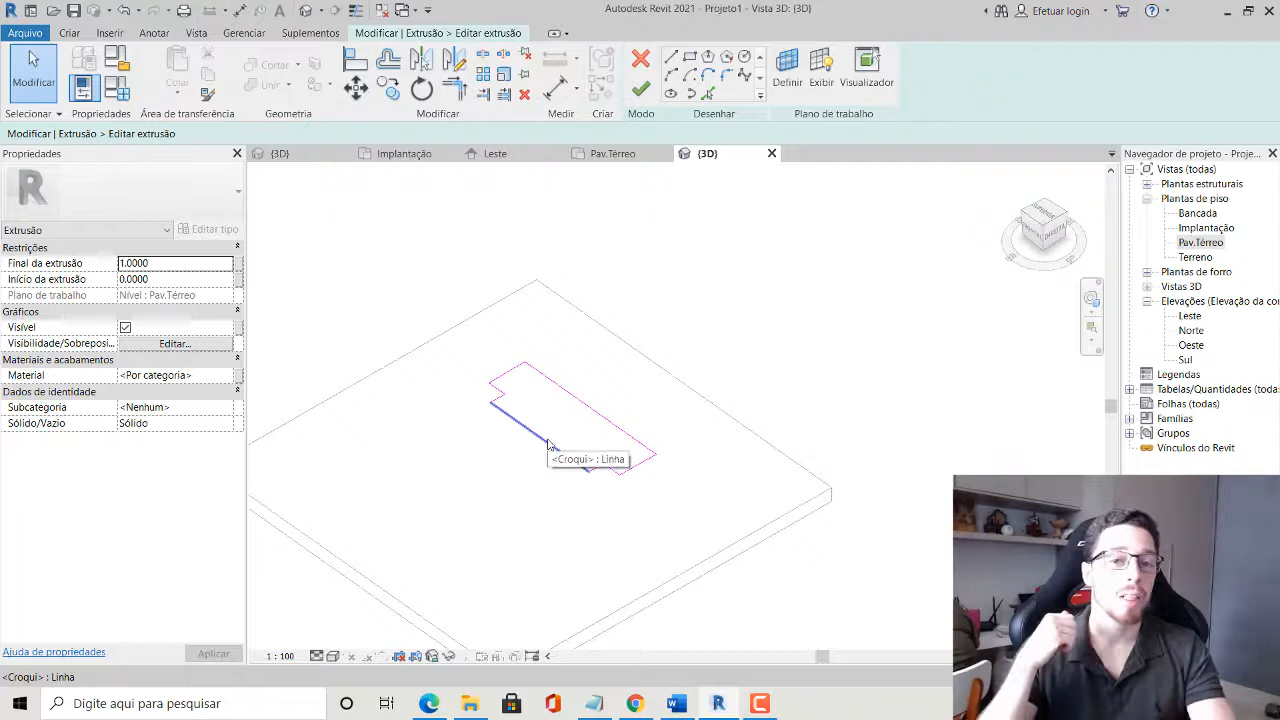 Autodesk Revit 2021 - Projeto1 - Vista 3D: {3D}
Efetuar login
Arquivo Criar Inserir Anotar Vista Gerenciar Suplementos Modificar | Extrusão > Editar extrusão
Modificar Colar Cortar Unir Definir Exibir Visualizador
Selecionar Propriedades Área de transferência Geometria Modificar Medir Criar Modo Desenhar Plano de trabalho
Modificar | Extrusão > Editar extrusão
Propriedades
{3D} Implantação Leste Pav.Térreo {3D}
Navegador de projeto - Proje...
R
Extrusão Editar tipo
Restrições
Final da extrusão 1.0000
Início da extrusão 0.0000
Plano de trabalho Nível : Pav.Térreo
Gráficos
Visível
Visibilidade/Sobreposi... Editar...
Materiais e acabamentos
Material <Por categoria>
Dados de identidade
Subcategoria <Nenhum>
Sólido/Vazio Sólido
<Croqui> : Linha
Vistas (todas)
Plantas estruturais
Plantas de piso
Bancada
Implantação
Pav.Térreo
Terreno
Plantas de forro
Vistas 3D
Elevações (Elevação da co
Leste
Norte
Oeste
Sul
Legendas
Tabelas/Quantidades (todas)
Folhas (todas)
Famílias
Grupos
Vínculos do Revit
Ajuda de propriedades Aplicar
1 : 100
<Croqui> : Linha
Digite aqui para pesquisar